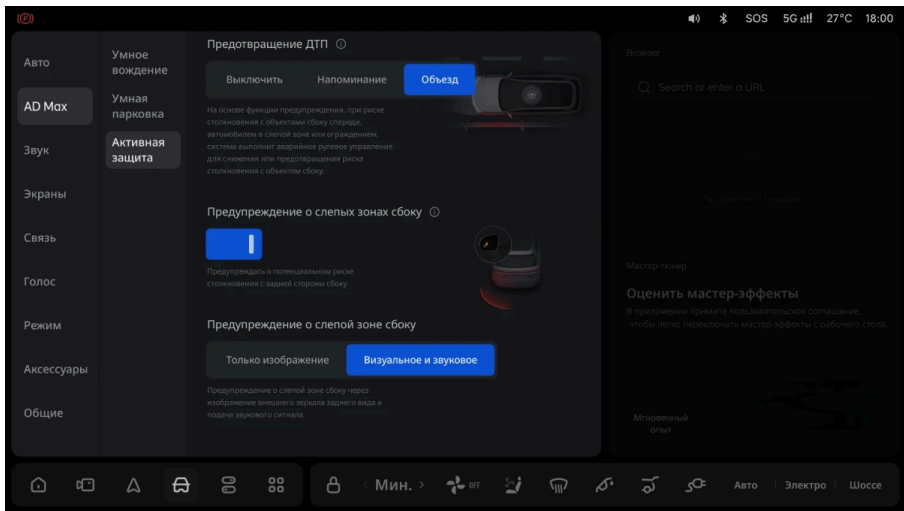 (P)
SOS
5G
27°C
18:00
Авто
AD Max
Звук
Экраны
Связь
Голос
Режим
Аксессуары
Общие
Умное
вождение
Умная
парковка
Активная
защита
Предотвращение ДТП
Выключить
Напоминание
Объезд
На основе функции предупреждения, при риске
столкновения с объектами сбоку спереди,
автомобилем в слепой зоне или ограждением,
система выполнит аварийное рулевое управление
для снижения или предотвращения риска
столкновения с объектом сбоку.
Предупреждение о слепых зонах сбоку
Предупреждать о потенциальном риске
столкновения с задней стороны сбоку
Предупреждение о слепой зоне сбоку
Только изображение
Визуальное и звуковое
Предупреждение о слепой зоне сбоку через
изображение внешнего зеркала заднего вида и
подача звукового сигнала.
Browser
Search or enter a URL
Мастер-тюнер
Оценить мастер-эффекты
В приложении примите пользовательское соглашение,
чтобы легко переключать мастер-эффекты с рабочего стола.
Мгновенный
опыт
Мин.
OFF
Авто
Электро
Шоссе